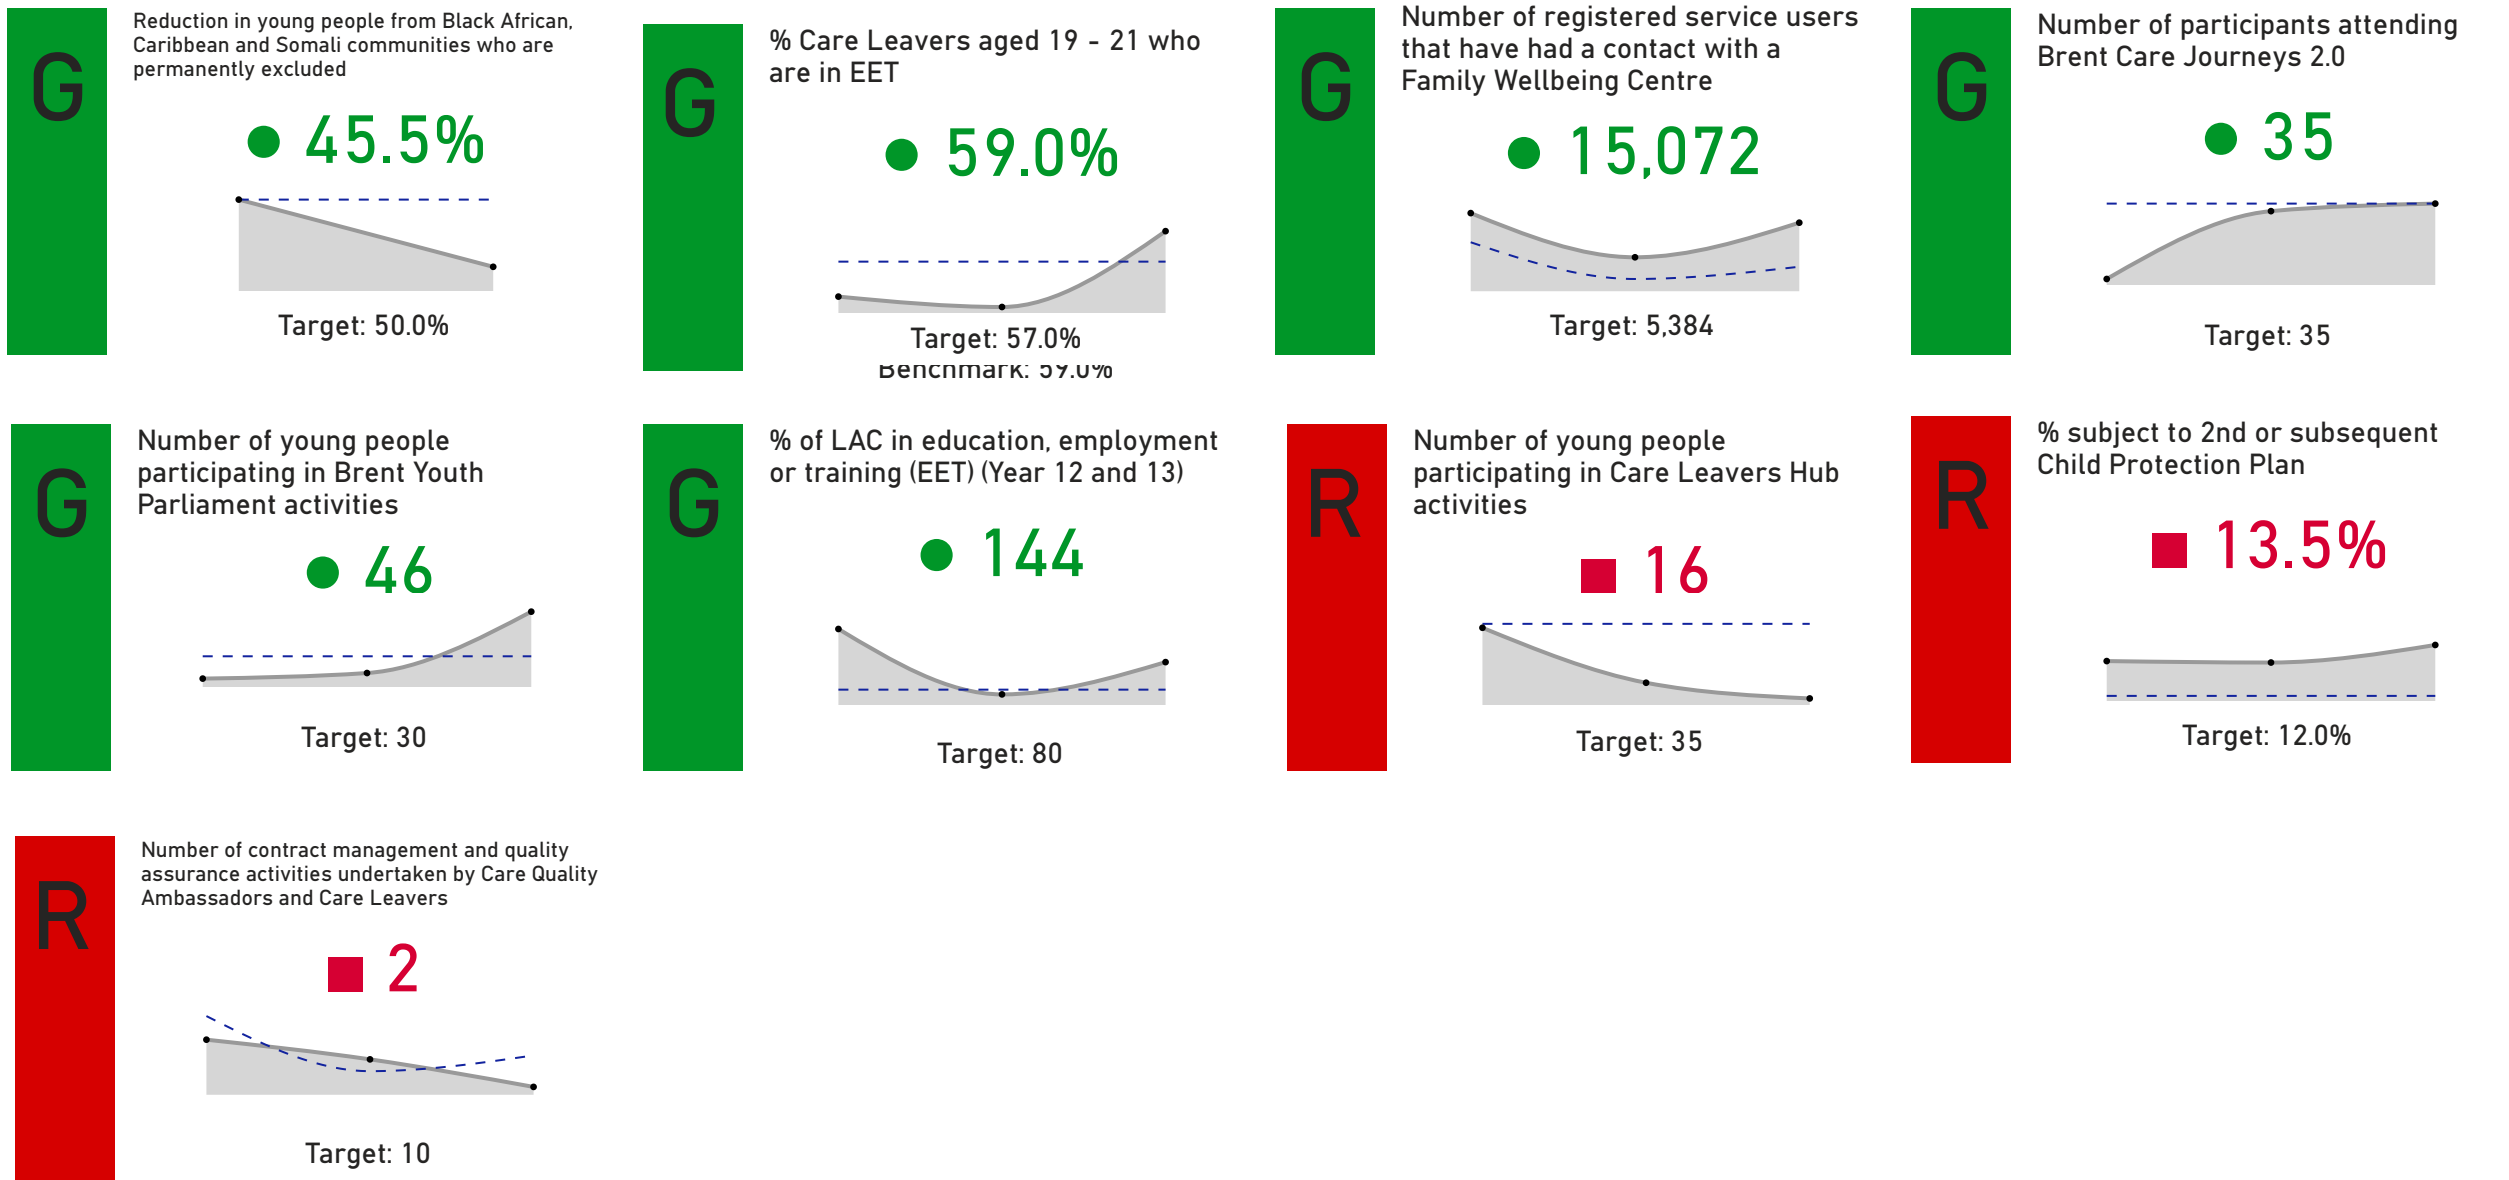 G
Reduction in young people from Black African,
Caribbean and Somali communities who are
permanently excluded
45.5%
Target: 50.0%
G
% Care Leavers aged 19 - 21 who
are in EET
59.0%
Target: 57.0%
Benchmark: 59.0%
G
Number of registered service users
that have had a contact with a
Family Wellbeing Centre
15,072
Target: 5,384
G
Number of participants attending
Brent Care Journeys 2.0
35
Target: 35
G
Number of young people
participating in Brent Youth
Parliament activities
46
Target: 30
G
% of LAC in education, employment
or training (EET) (Year 12 and 13)
144
Target: 80
R
Number of young people
participating in Care Leavers Hub
activities
16
Target: 35
R
% subject to 2nd or subsequent
Child Protection Plan
13.5%
Target: 12.0%
R
Number of contract management and quality
assurance activities undertaken by Care Quality
Ambassadors and Care Leavers
2
Target: 10